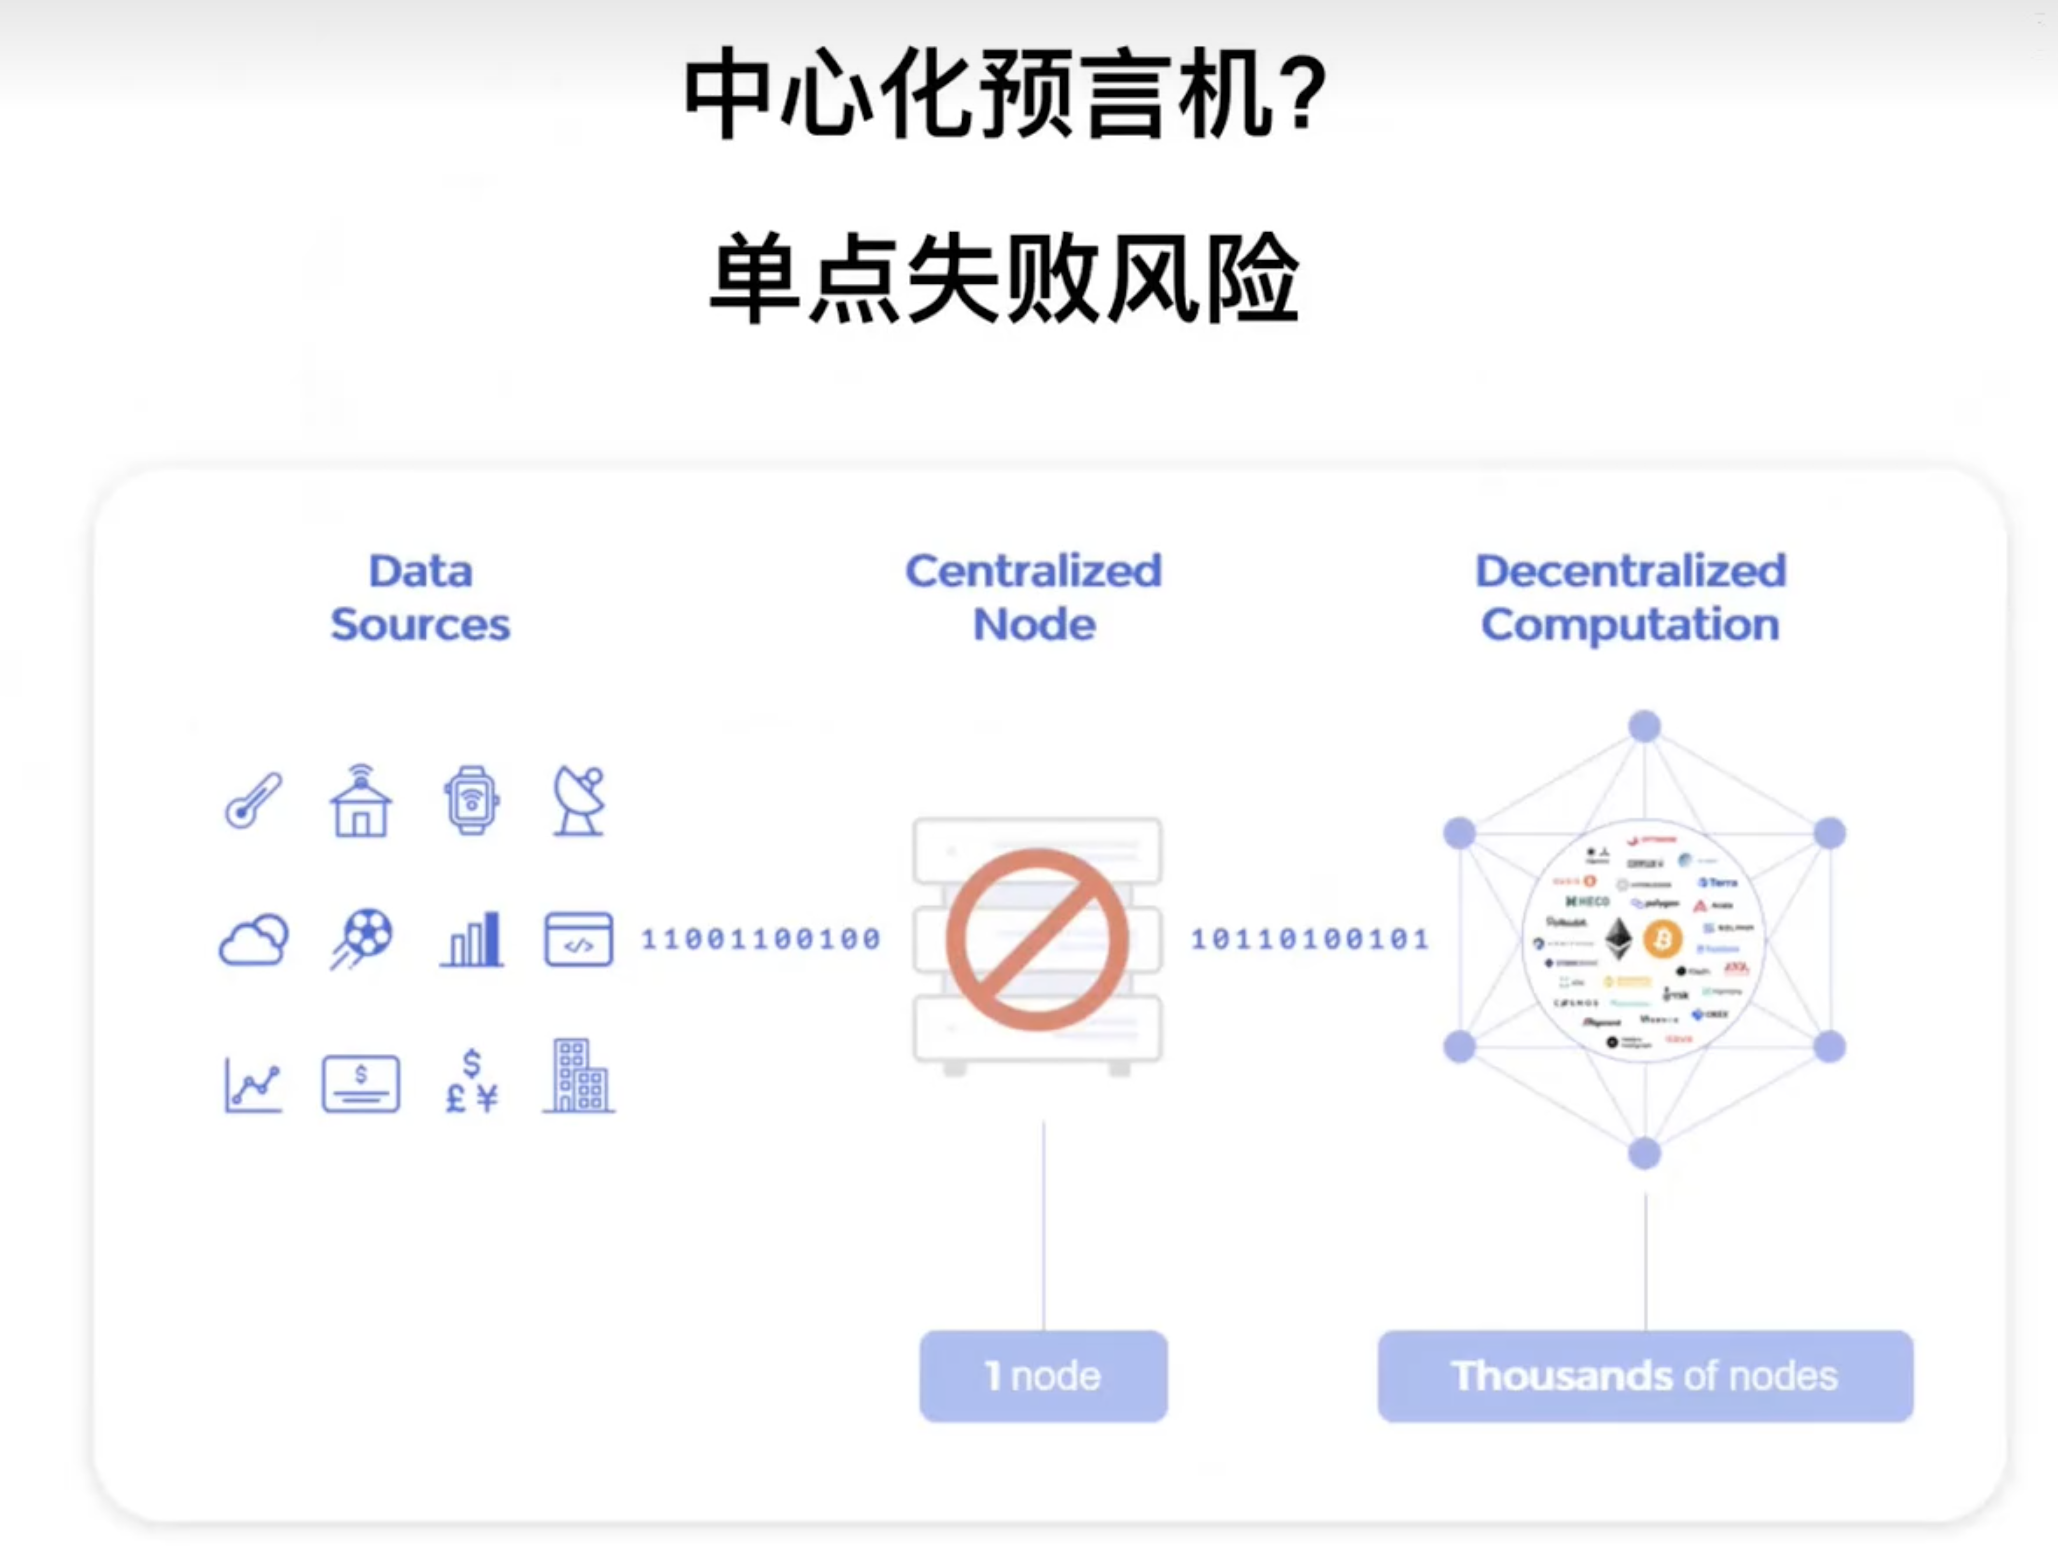 中心化预言机?
单点失败风险
Data
Sources
Centralized
Node
Decentralized
Computation
11001100100
10110100101
Terra
HECO
polygon
COSMOS
1 node
Thousands of nodes